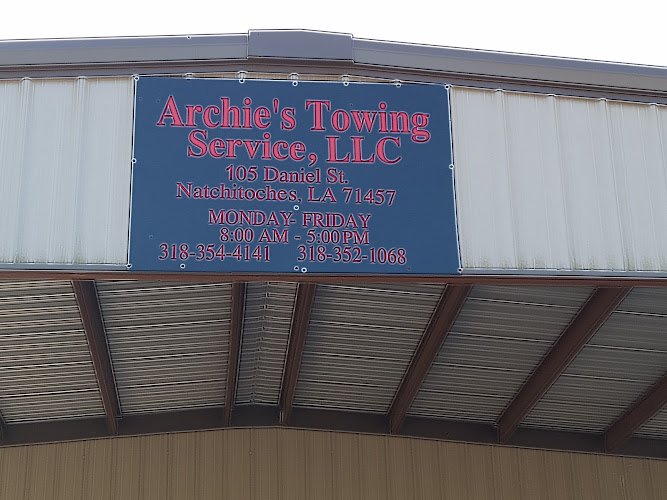 Archie's Towing
Service, LLC
105 Daniel St.
Natchitoches, LA 71457
MONDAY- FRIDAY
8:00 AM - 5:00 PM
318-354-4141 318-352-1068